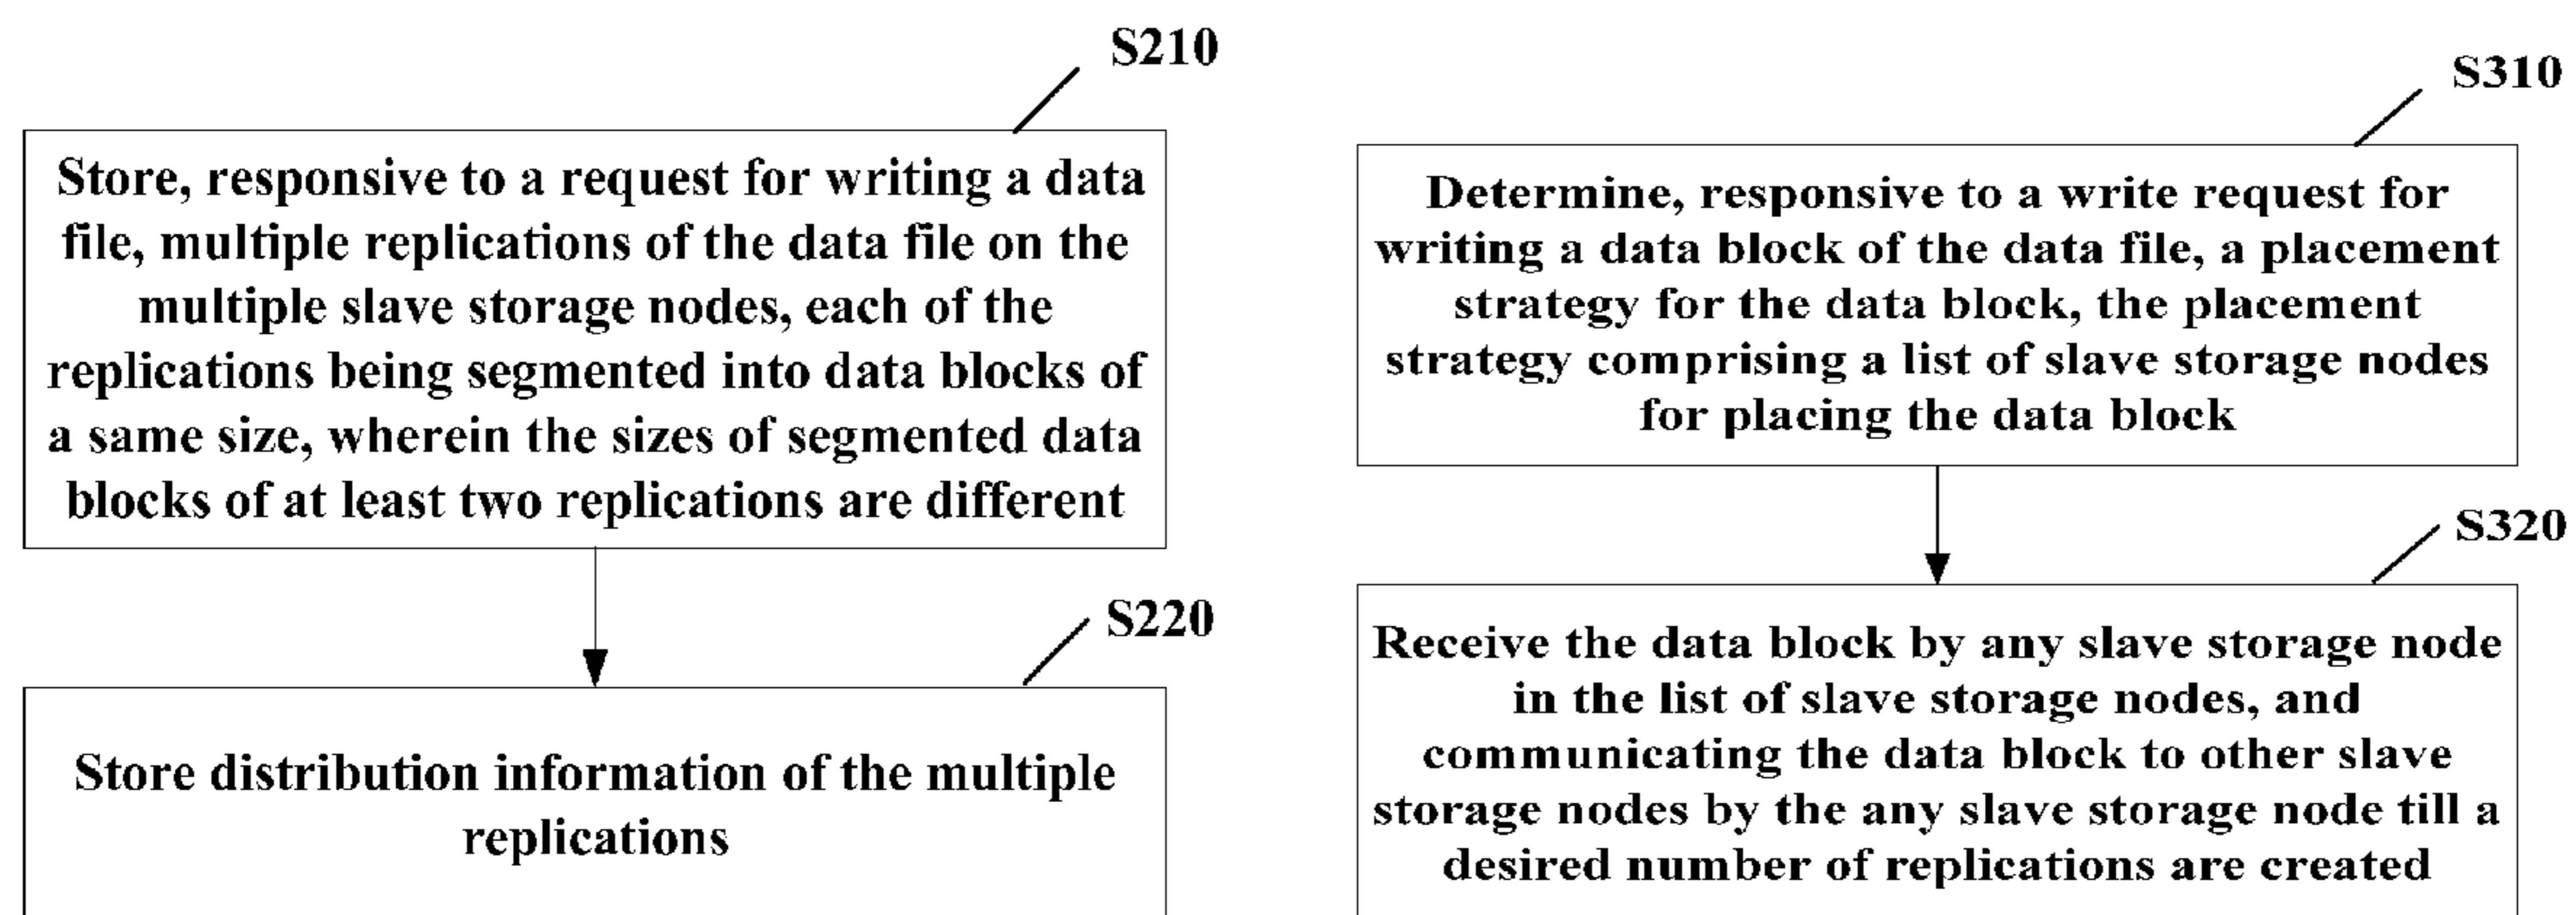 S210
Store, responsive to a request for writing a data
file, multiple replications of the data file on the
multiple slave storage nodes, each of the
replications being segmented into data blocks of
a same size, wherein the sizes of segmented data
blocks of at least two replications are different
S220
Store distribution information of the multiple
replications
S310
Determine, responsive to a write request for
writing a data block of the data file, a placement
strategy for the data block, the placement
strategy comprising a list of slave storage nodes
for placing the data block
S320
Receive the data block by any slave storage node
in the list of slave storage nodes, and
communicating the data block to other slave
storage nodes by the any slave storage node till a
desired number of replications are created